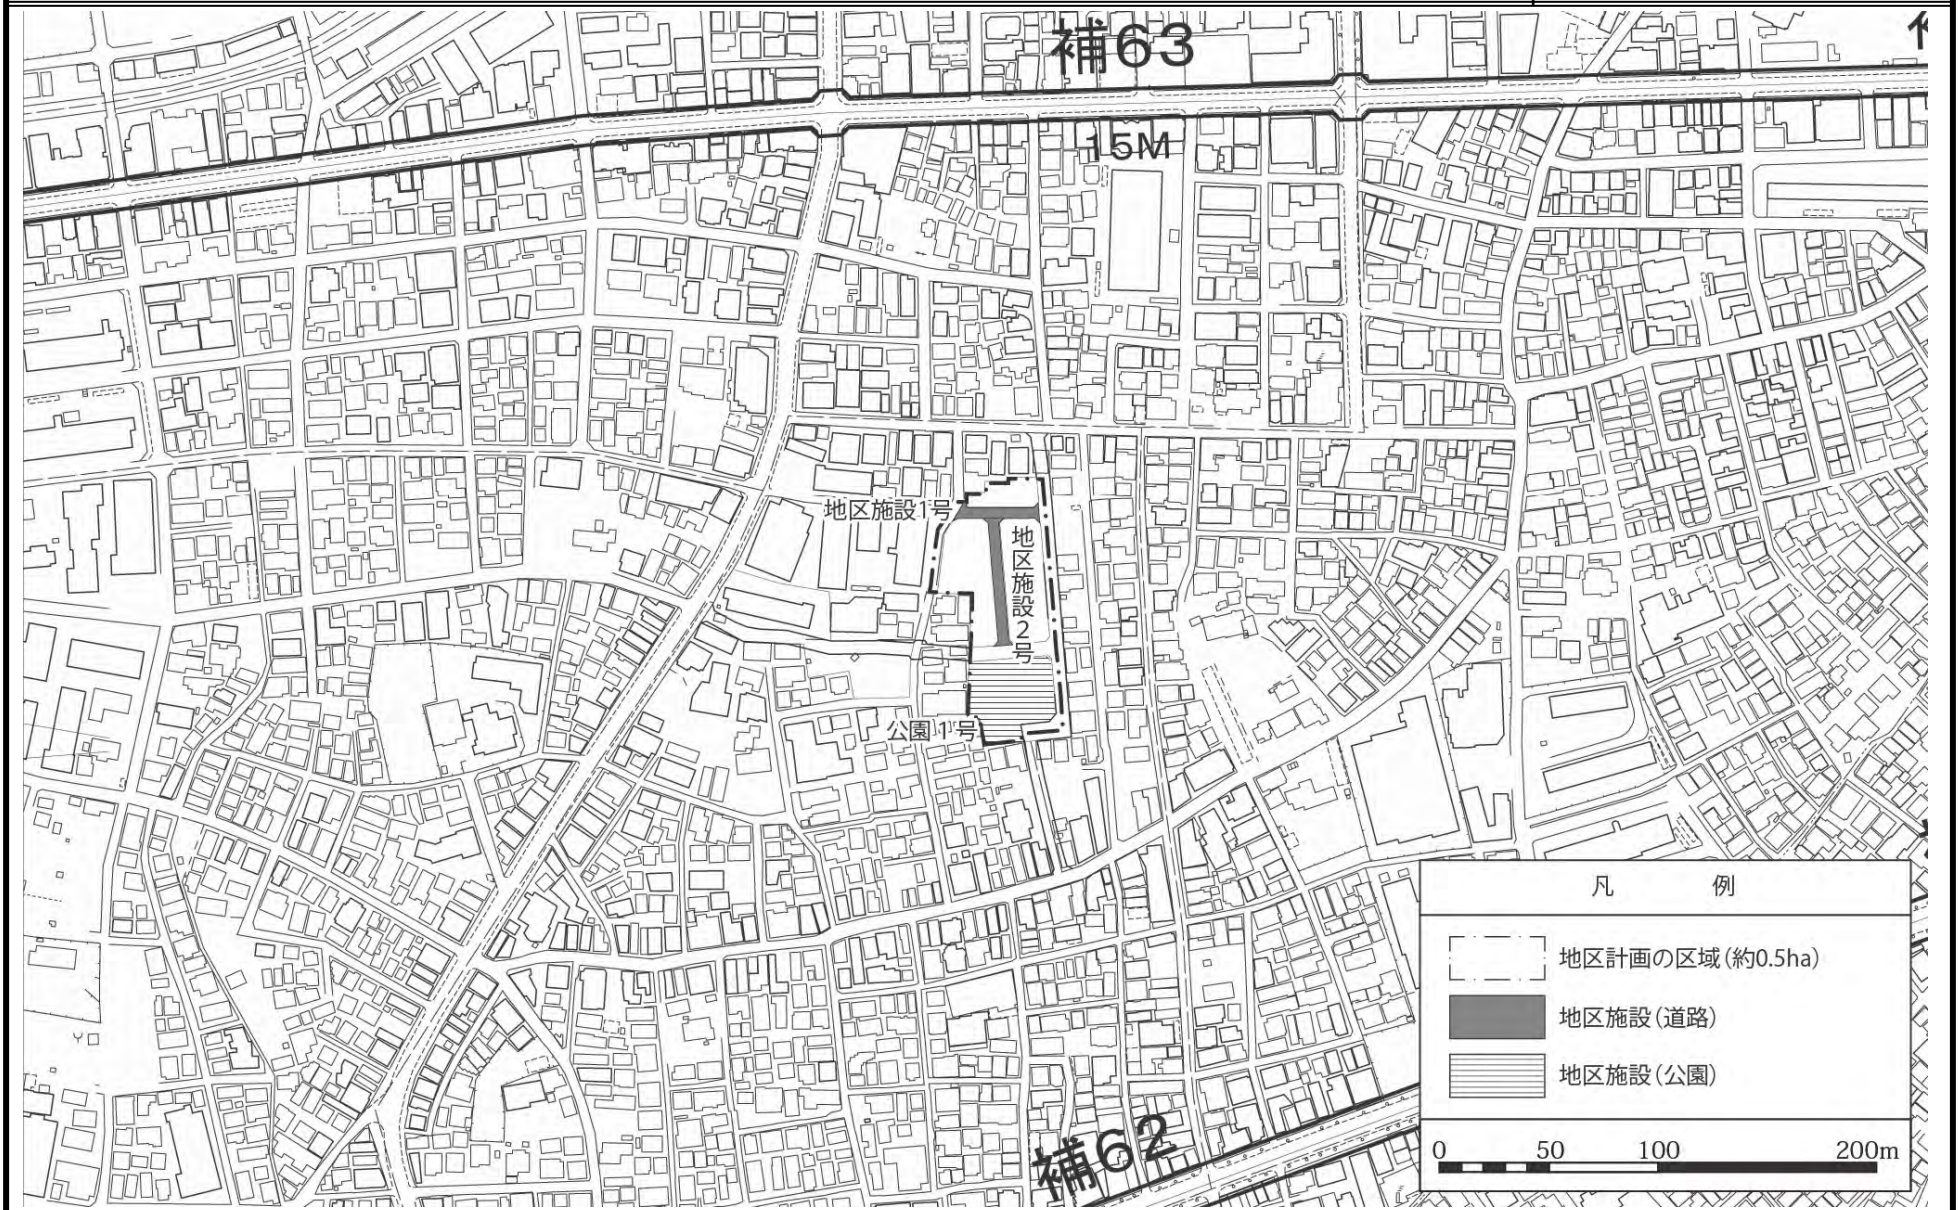 補63
15M
地区施設1号
地区施設2号
公園1号
補62
凡 例
地区計画の区域(約0.5ha)
地区施設(道路)
地区施設(公園)
0 50 100 200m